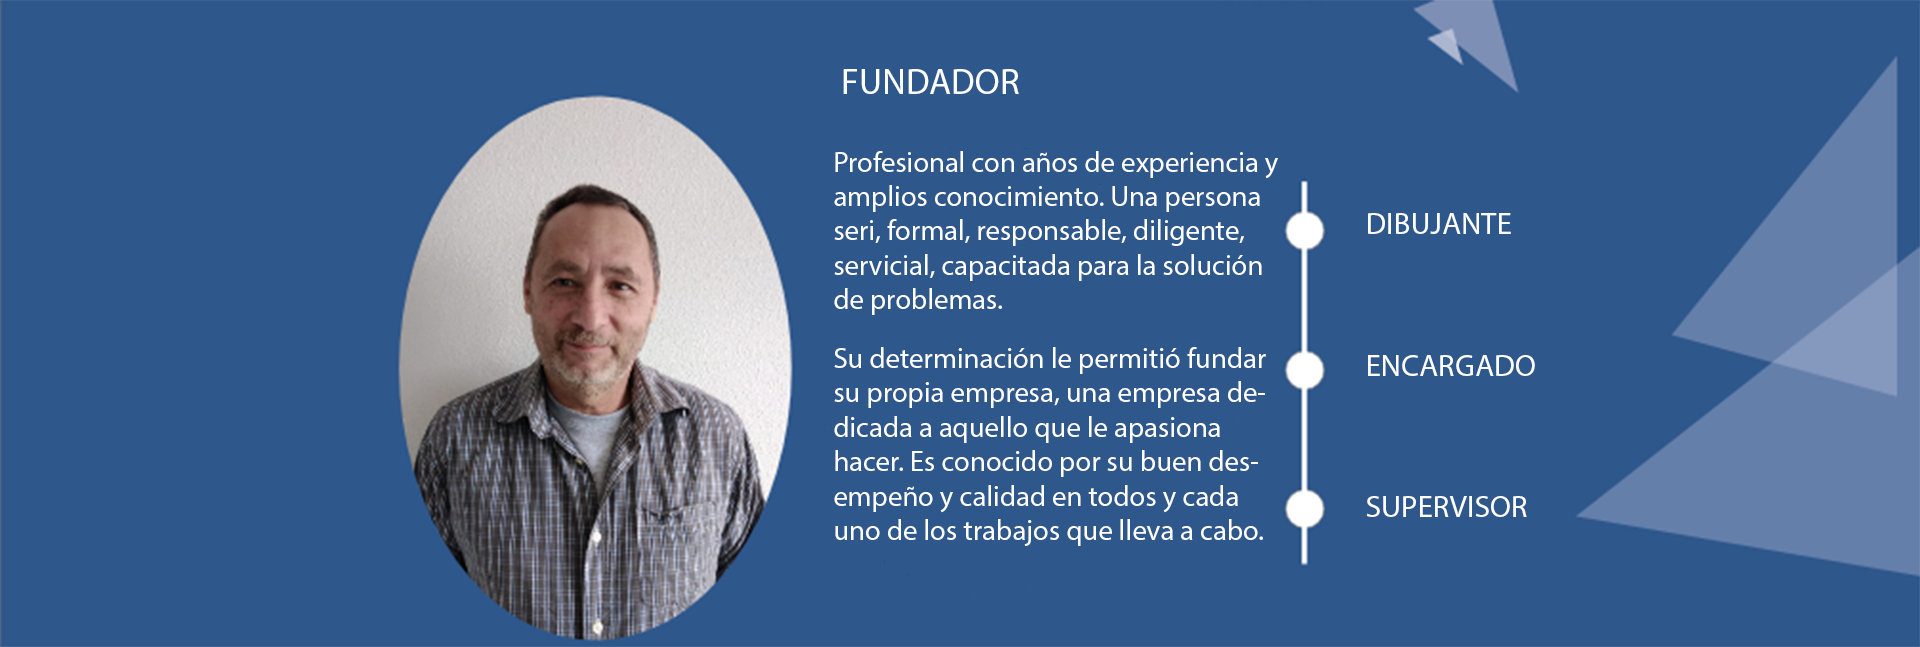 FUNDADOR
Profesional con años de experiencia y
amplios conocimiento. Una persona
seri, formal, responsable, diligente,
servicial, capacitada para la solución
de problemas.
Su determinación le permitió fundar
su propia empresa, una empresa de-
dicada a aquello que le apasiona
hacer. Es conocido por su buen des-
empeño y calidad en todos y cada
uno de los trabajos que lleva a cabo.
DIBUJANTE
ENCARGADO
SUPERVISOR